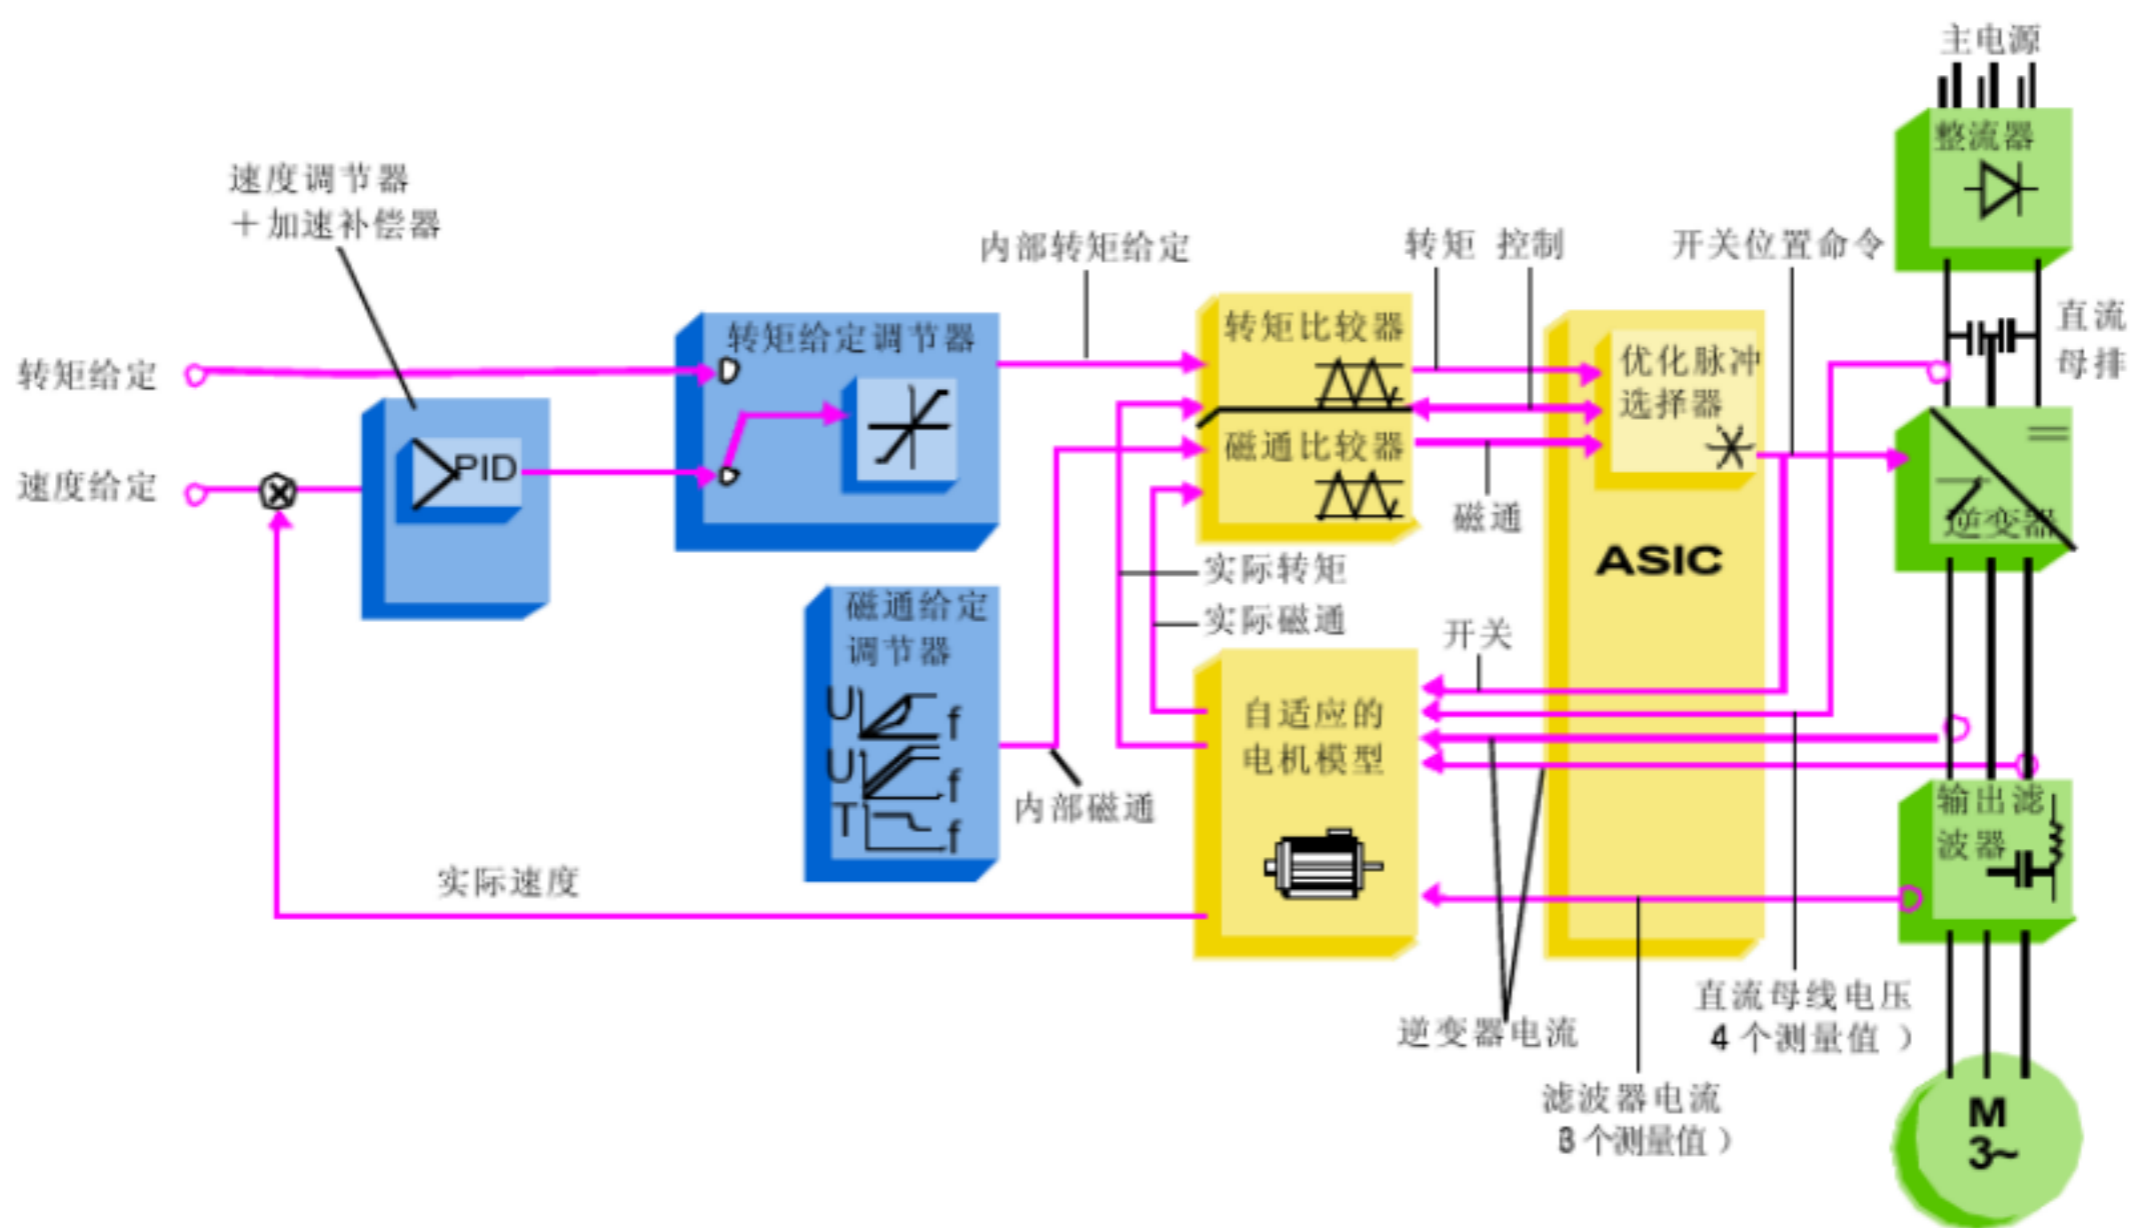 主电源
整流器
速度调节器
＋加速补偿器
内部转矩给定
转矩 控制
开关位置命令
直流
母排
转矩给定调节器
转矩比较器
优化脉冲
选择器
转矩给定
磁通比较器
PID
速度给定
磁通
逆变器
ASIC
实际转矩
实际磁通
磁通给定
调节器
开关
U
f
自适应的
电机模型
U
f
T
f
内部磁通
输出滤
波器
实际速度
直流母线电压
4个测量值 ）
逆变器电流
滤波器电流
3个测量值）
M
3~